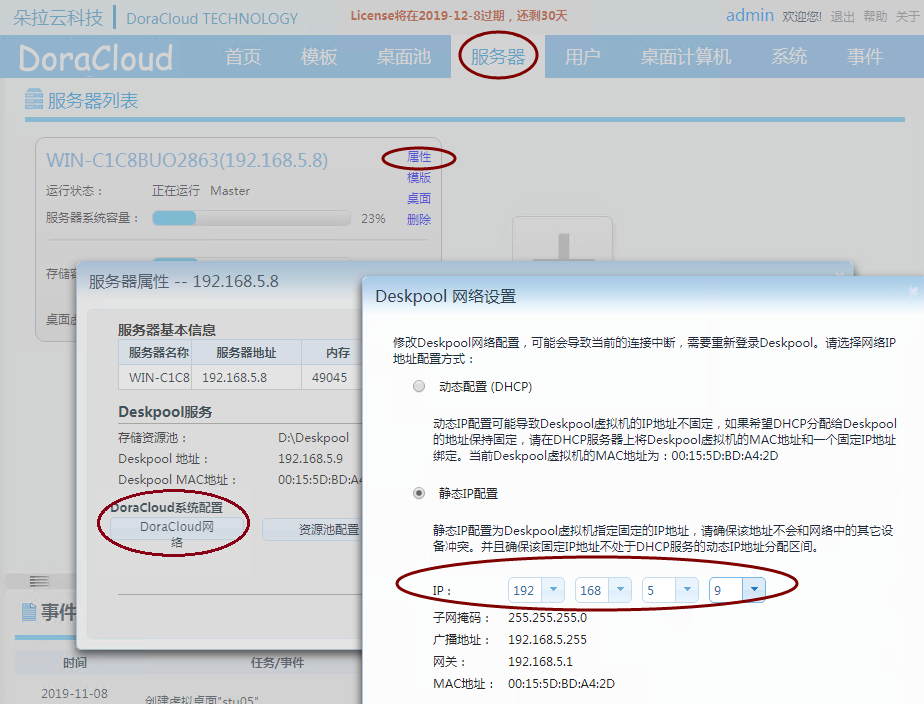 朵拉云科技 DoraCloud TECHNOLOGY License将在2019-12-8过期，还剩30天 admin 欢迎您! 退出 帮助 关于
DoraCloud 首页 模板 桌面池 服务器 用户 桌面计算机 系统 事件
服务器列表
WIN-C1C8BUO2863(192.168.5.8) 属性
模版
运行状态： 正在运行 Master
桌面
服务器系统容量： 23% 删除
存储
桌面
服务器属性 -- 192.168.5.8
服务器基本信息
服务器名称 服务器地址 内存
WIN-C1C8 192.168.5.8 49045
Deskpool服务
存储资源池： D:\Deskpool
Deskpool 地址： 192.168.5.9
Deskpool MAC地址： 00:15:5D:BD:A4
DoraCloud系统配置
DoraCloud网
络
资源池配置
Deskpool 网络设置
修改Deskpool网络配置，可能会导致当前的连接中断，需要重新登录Deskpool。请选择网络IP
地址配置方式：
动态配置 (DHCP)
动态IP配置可能导致Deskpool虚拟机的IP地址不固定，如果希望DHCP分配给Deskpool
的地址保持固定，请在DHCP服务器上将Deskpool虚拟机的MAC地址和一个固定IP地址
绑定。当前Deskpool虚拟机的MAC地址为：00:15:5D:BD:A4:2D
静态IP配置
静态IP配置为Deskpool虚拟机指定固定的IP地址，请确保该地址不会和网络中的其它设
备冲突。并且确保该固定IP地址不处于DHCP服务的动态IP地址分配区间。
IP： 192 168 5 9
子网掩码： 255.255.255.0
广播地址： 192.168.5.255
网关： 192.168.5.1
MAC地址： 00:15:5D:BD:A4:2D
事件
时间 任务/事件
2019-11-08 创建虚拟桌面"stu05"